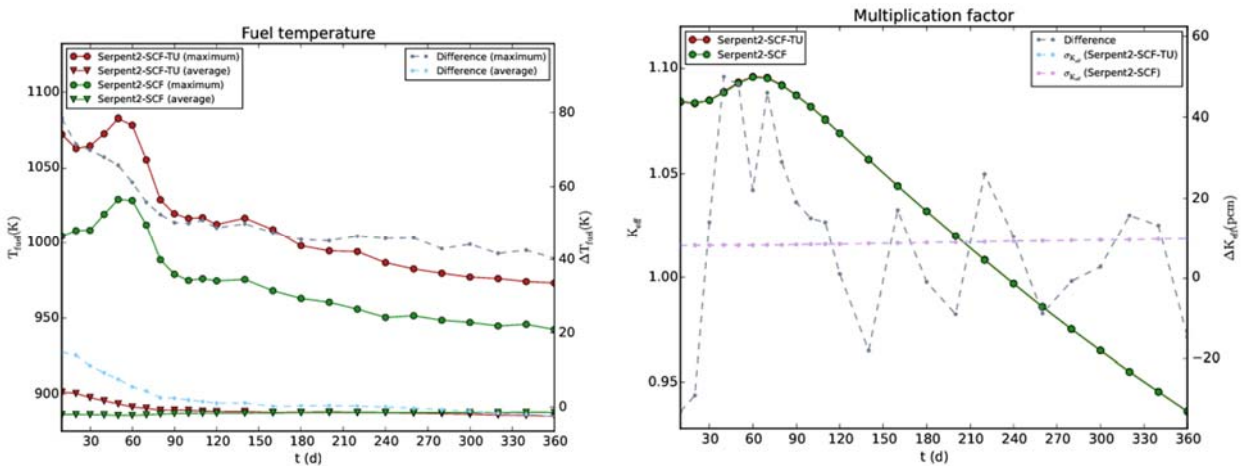 Fuel temperature
Serpent2-SCF-TU (maximum)
Serpent2-SCF-TU (average)
Serpent2-SCF (maximum)
Serpent2-SCF (average)
Difference (maximum)
Difference (average)
1100
1050
1000
950
900
T_fuel(K)
80
60
40
20
0
ΔT_fuel(K)
30 60 90 120 150 180 210 240 270 300 330 360
t (d)
Multiplication factor
Serpent2-SCF-TU
Serpent2-SCF
Difference
σ_Keff (Serpent2-SCF-TU)
σ_Keff (Serpent2-SCF)
1.10
1.05
1.00
0.95
K_eff
60
40
20
0
−20
ΔK_eff(pcm)
30 60 90 120 150 180 210 240 270 300 330 360
t (d)